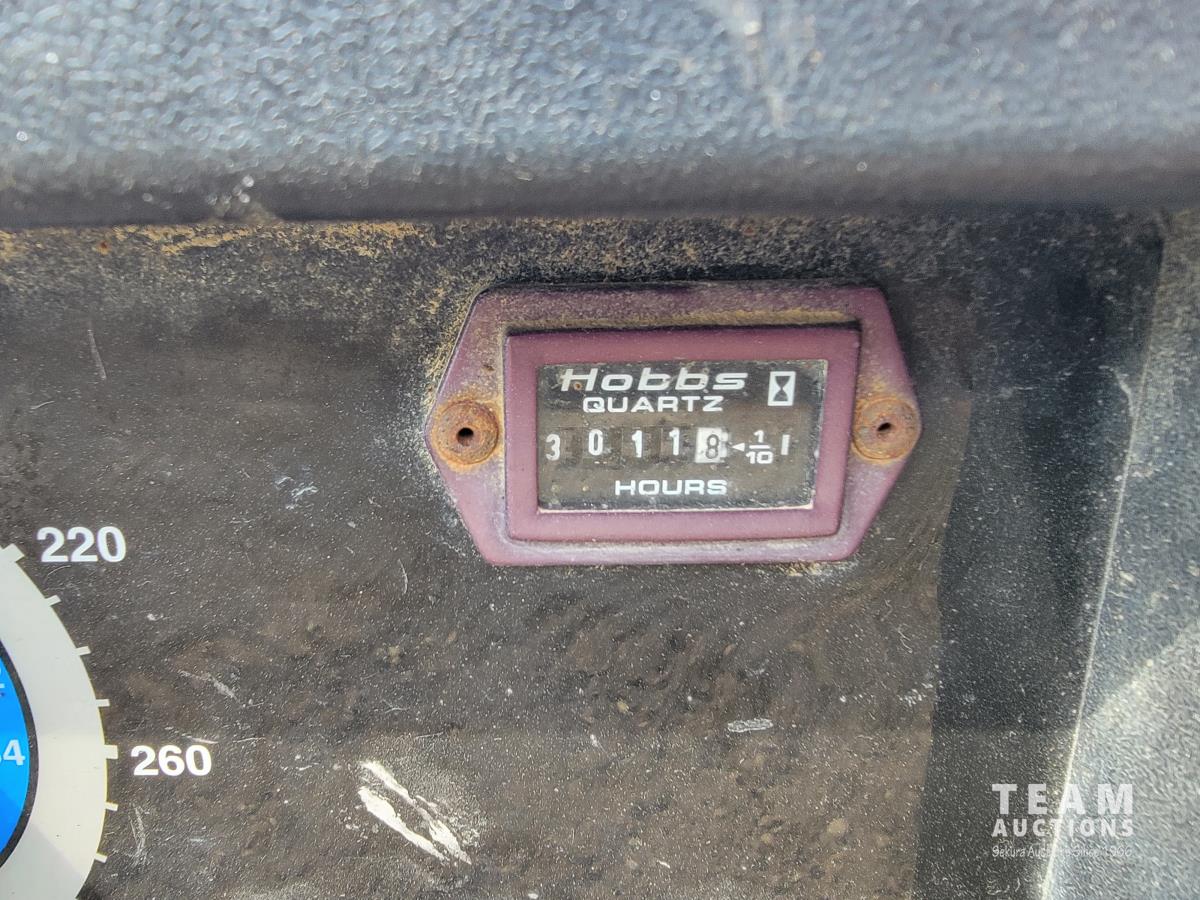 Hobbs
QUARTZ
3 0 1 1 8 1/10
HOURS
220
260
TEAM
AUCTIONS